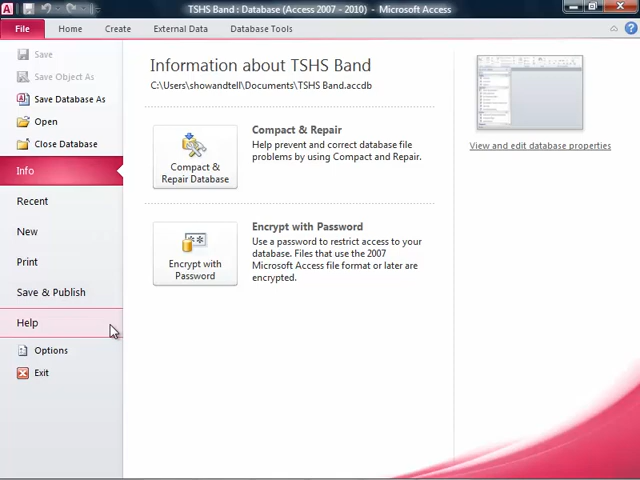 TSHS Band : Database (Access 2007 - 2010) - Microsoft Access
File Home Create External Data Database Tools
Save
Save Object As
Save Database As
Open
Close Database
Info
Recent
New
Print
Save & Publish
Help
Options
Exit
Information about TSHS Band
C:\Users\showandtell\Documents\TSHS Band.accdb
Compact &
Repair Database
Compact & Repair
Help prevent and correct database file
problems by using Compact and Repair.
Encrypt with
Password
Encrypt with Password
Use a password to restrict access to your
database. Files that use the 2007
Microsoft Access file format or later are
encrypted.
View and edit database properties